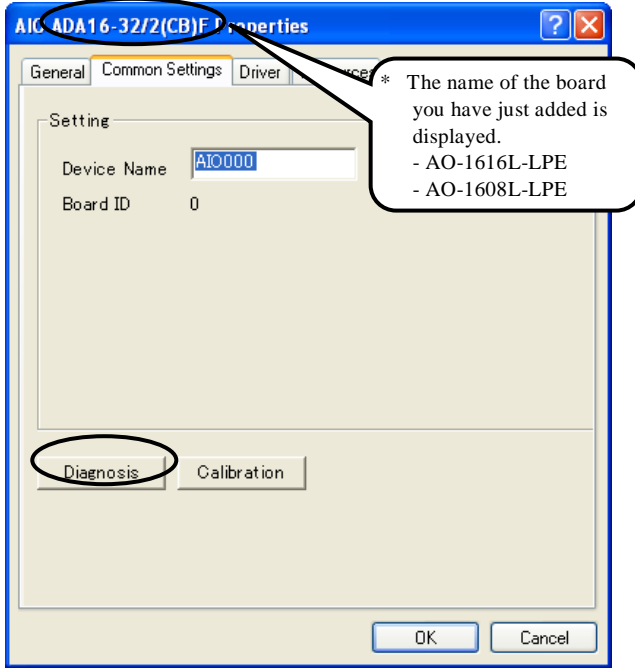 AIO ADA16-32/2(CB)F Properties
General Common Settings Driver
* The name of the board
you have just added is
displayed.
- AO-1616L-LPE
- AO-1608L-LPE
Setting
Device Name AIO000
Board ID 0
Diagnosis Calibration
OK Cancel